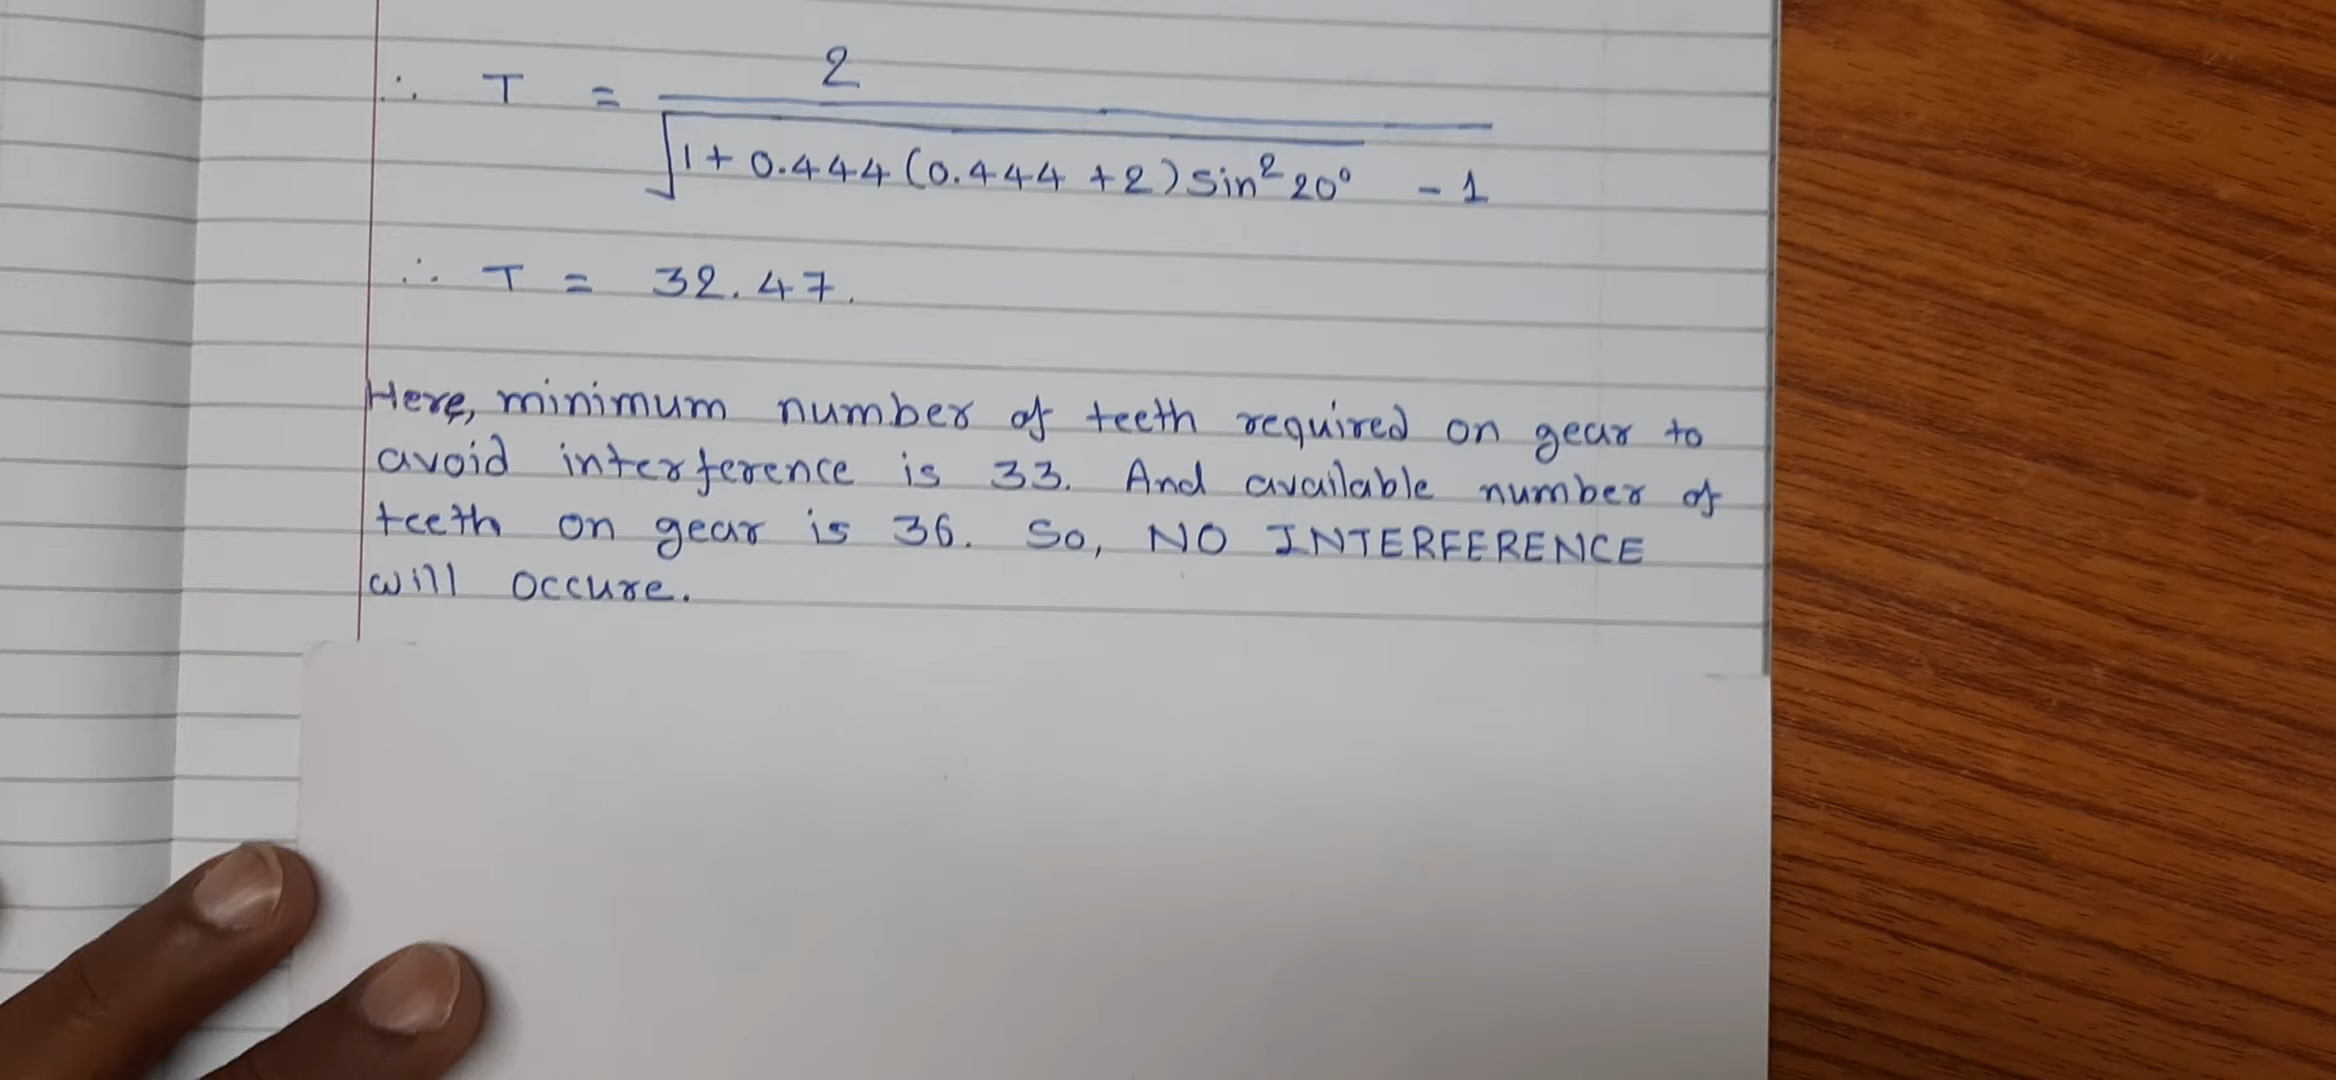 ∴ T = 2
√1 + 0.444 (0.444 + 2) sin² 20° - 1
∴ T = 32.47.
Here, minimum number of teeth required on gear to
avoid interference is 33. And available number of
teeth on gear is 36. So, NO INTERFERENCE
will occure.